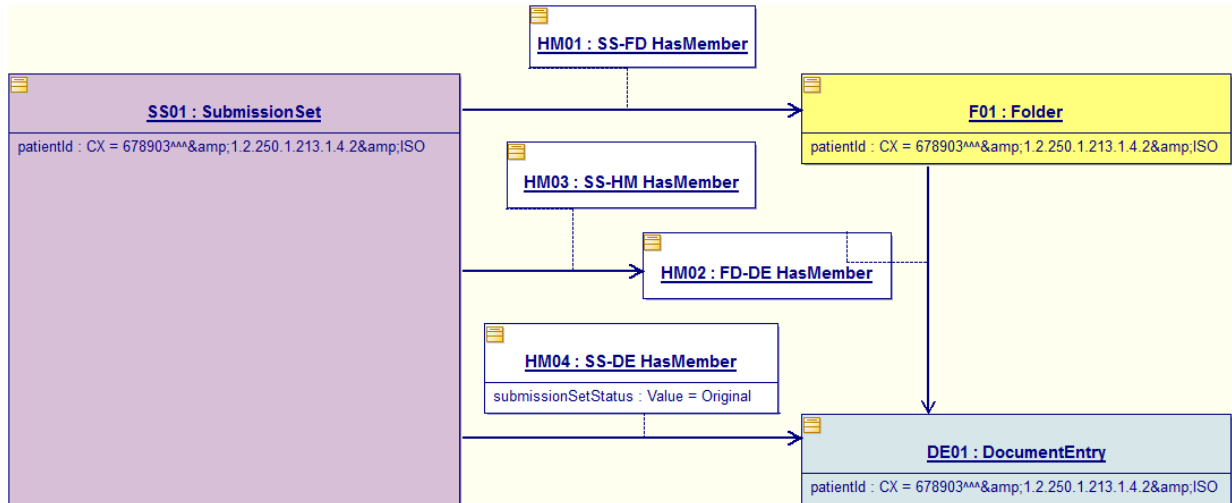 HM01 : SS-FD HasMember
SS01 : SubmissionSet
patientId : CX = 678903^^^&amp;1.2.250.1.213.1.4.2&amp;ISO
F01 : Folder
patientId : CX = 678903^^^&amp;1.2.250.1.213.1.4.2&amp;ISO
HM03 : SS-HM HasMember
HM02 : FD-DE HasMember
HM04 : SS-DE HasMember
submissionSetStatus : Value = Original
DE01 : DocumentEntry
patientId : CX = 678903^^^&amp;1.2.250.1.213.1.4.2&amp;ISO